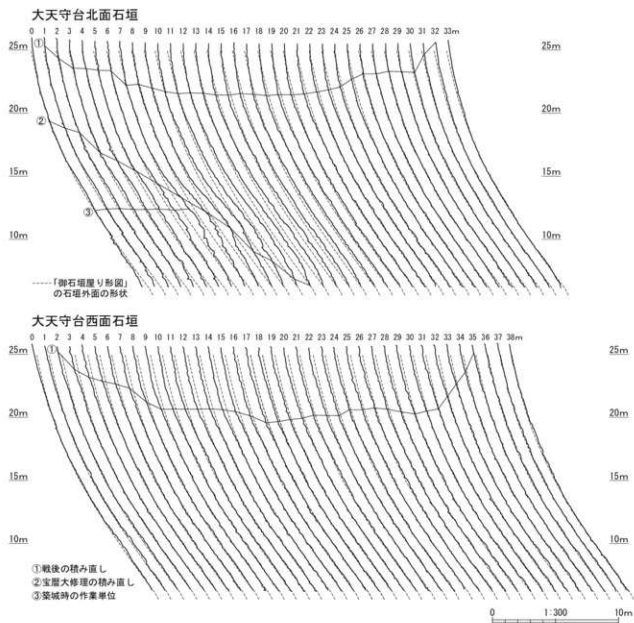 大天守台北面石垣
0 1 2 3 4 5 6 7 8 9 10 11 12 13 14 15 16 17 18 19 20 21 22 23 24 25 26 27 28 29 30 31 32 33m
25m ① 25m
20m 20m
②
15m 15m
③
10m 10m
-----「御石垣屋り形図」
の石垣外面の形状
大天守台西面石垣
0 1 2 3 4 5 6 7 8 9 10 11 12 13 14 15 16 17 18 19 20 21 22 23 24 25 26 27 28 29 30 31 32 33 34 35 36 37 38m
25m ① 25m
20m 20m
15m 15m
10m 10m
①戦後の積み直し
②宝暦大修理の積み直し
③築城時の作業単位
0 1:300 10m